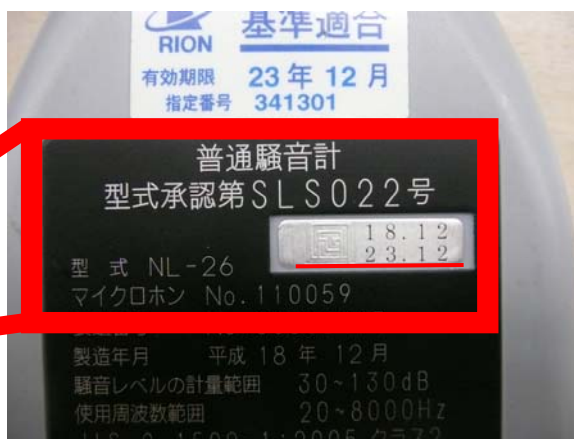 RION
基準適合
有効期限 23年12月
指定番号 341301
普通騒音計
型式承認第SLS022号
18.12
23.12
型 式 NL-26
マイクロホン No.110059
製造年月 平成18年12月
騒音レベルの計量範囲 30~130dB
使用周波数範囲 20~8000Hz